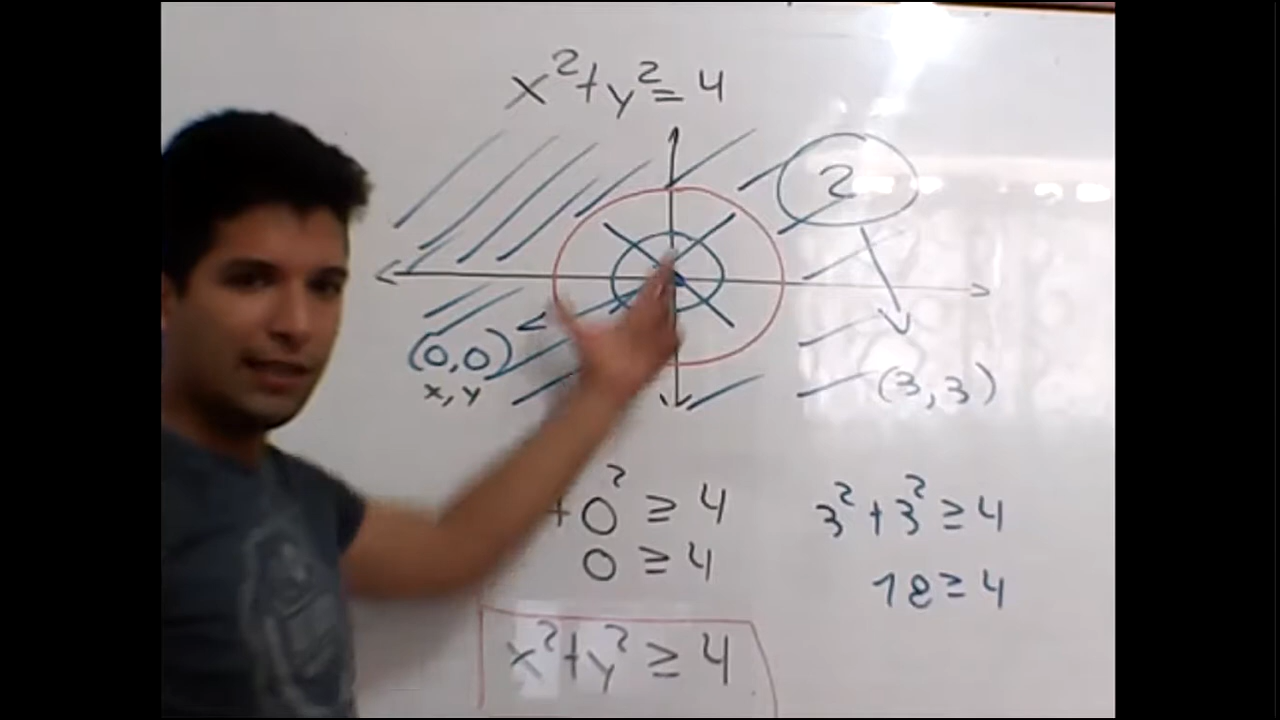 x²+y²=4
2
(0,0)
x,y
(3,3)
+0²≥4
3²+3²≥4
0≥4
18≥4
x²+y²≥4